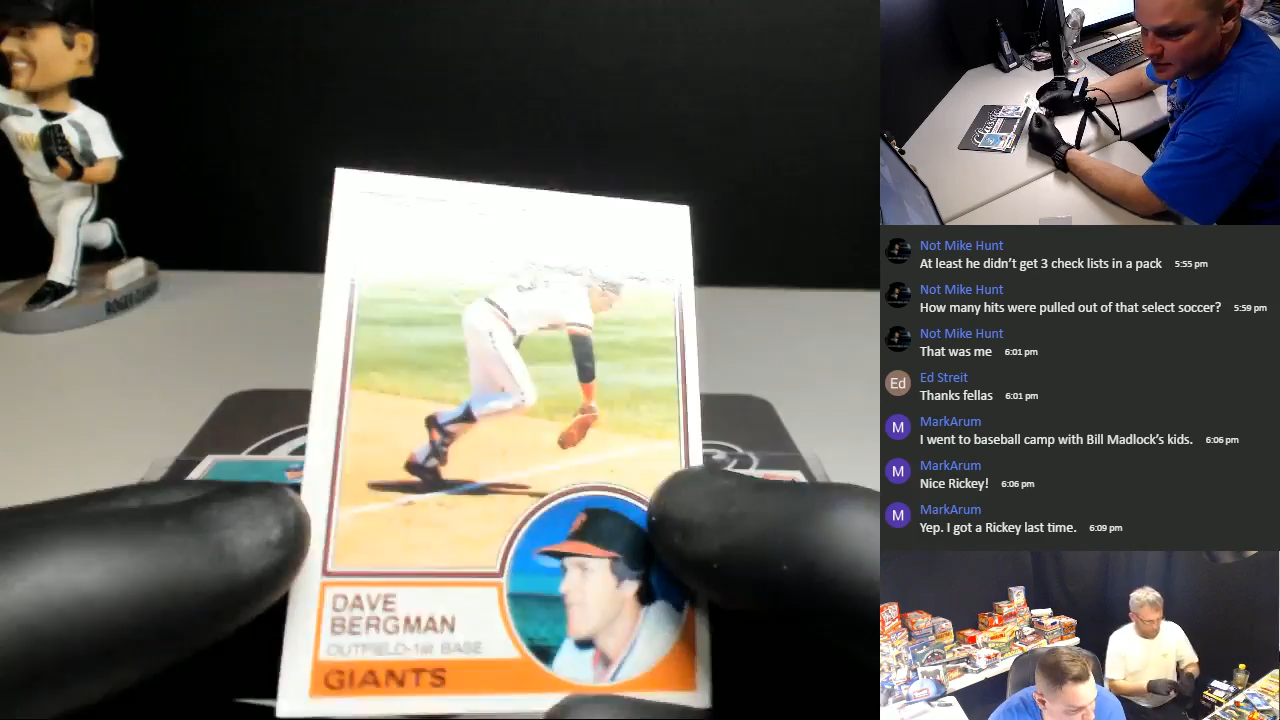 DAVE
BERGMAN
OUTFIELD-1st BASE
GIANTS
Not Mike Hunt
At least he didn't get 3 check lists in a pack 5:55 pm
Not Mike Hunt
How many hits were pulled out of that select soccer? 5:59 pm
Not Mike Hunt
That was me 6:01 pm
Ed
Ed Streit
Thanks fellas 6:01 pm
M
MarkArum
I went to baseball camp with Bill Madlock's kids. 6:06 pm
M
MarkArum
Nice Rickey! 6:06 pm
M
MarkArum
Yep. I got a Rickey last time. 6:09 pm